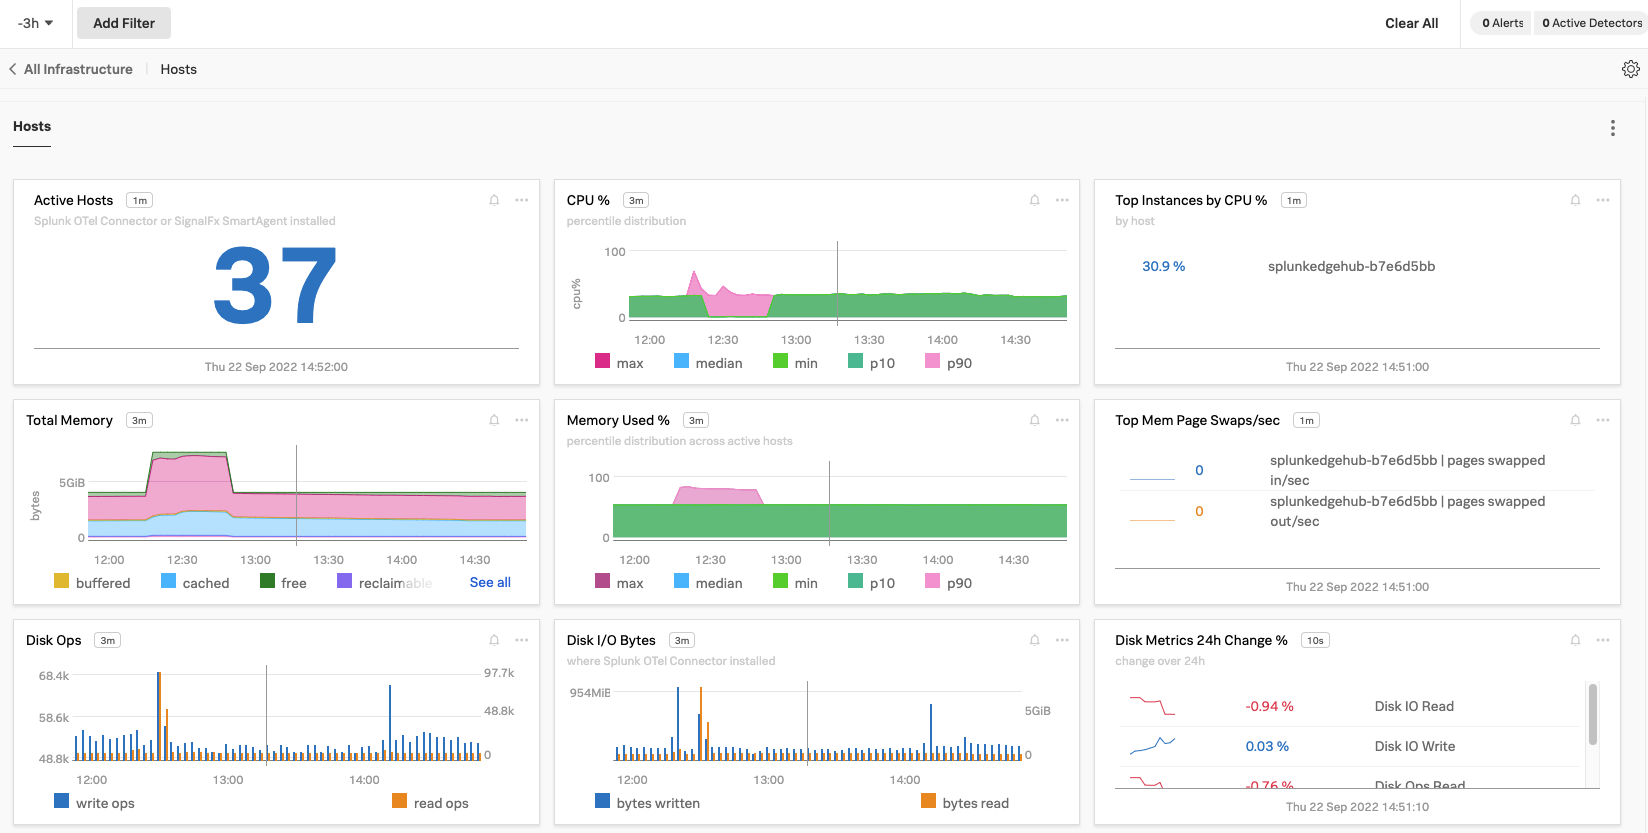 -3h
Add Filter
Clear All
0 Alerts
0 Active Detectors
All Infrastructure
Hosts
Hosts
Active Hosts 1m
Splunk OTel Connector or SignalFx SmartAgent installed
37
Thu 22 Sep 2022 14:52:00
CPU % 3m
percentile distribution
100
cpu%
0
12:00 12:30 13:00 13:30 14:00 14:30
max median min p10 p90
Top Instances by CPU % 1m
by host
30.9 % splunkedgehub-b7e6d5bb
Thu 22 Sep 2022 14:51:00
Total Memory 3m
5GiB
bytes
0
12:00 12:30 13:00 13:30 14:00 14:30
buffered cached free reclaimable See all
Memory Used % 3m
percentile distribution across active hosts
100
0
12:00 12:30 13:00 13:30 14:00 14:30
max median min p10 p90
Top Mem Page Swaps/sec 1m
0 splunkedgehub-b7e6d5bb | pages swapped
in/sec
0 splunkedgehub-b7e6d5bb | pages swapped
out/sec
Thu 22 Sep 2022 14:51:00
Disk Ops 3m
68.4k 97.7k
58.6k 48.8k
48.8k 0
12:00 13:00 14:00
write ops read ops
Disk I/O Bytes 3m
where Splunk OTel Connector installed
954MiB
5GiB
0 0
12:00 13:00 14:00
bytes written bytes read
Disk Metrics 24h Change % 10s
change over 24h
-0.94 % Disk IO Read
0.03 % Disk IO Write
-0.76 % Disk Ops Read
Thu 22 Sep 2022 14:51:10